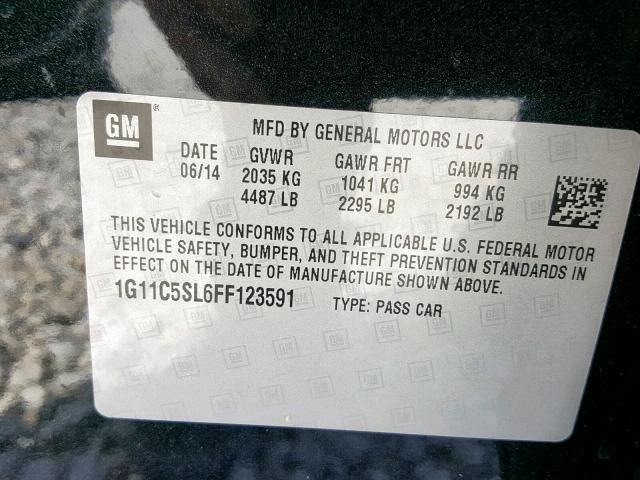 GM ®
MFD BY GENERAL MOTORS LLC
DATE GVWR GAWR FRT GAWR RR
06/14 2035 KG 1041 KG 994 KG
4487 LB 2295 LB 2192 LB
THIS VEHICLE CONFORMS TO ALL APPLICABLE U.S. FEDERAL MOTOR
VEHICLE SAFETY, BUMPER, AND THEFT PREVENTION STANDARDS IN
EFFECT ON THE DATE OF MANUFACTURE SHOWN ABOVE.
1G11C5SL6FF123591 TYPE: PASS CAR